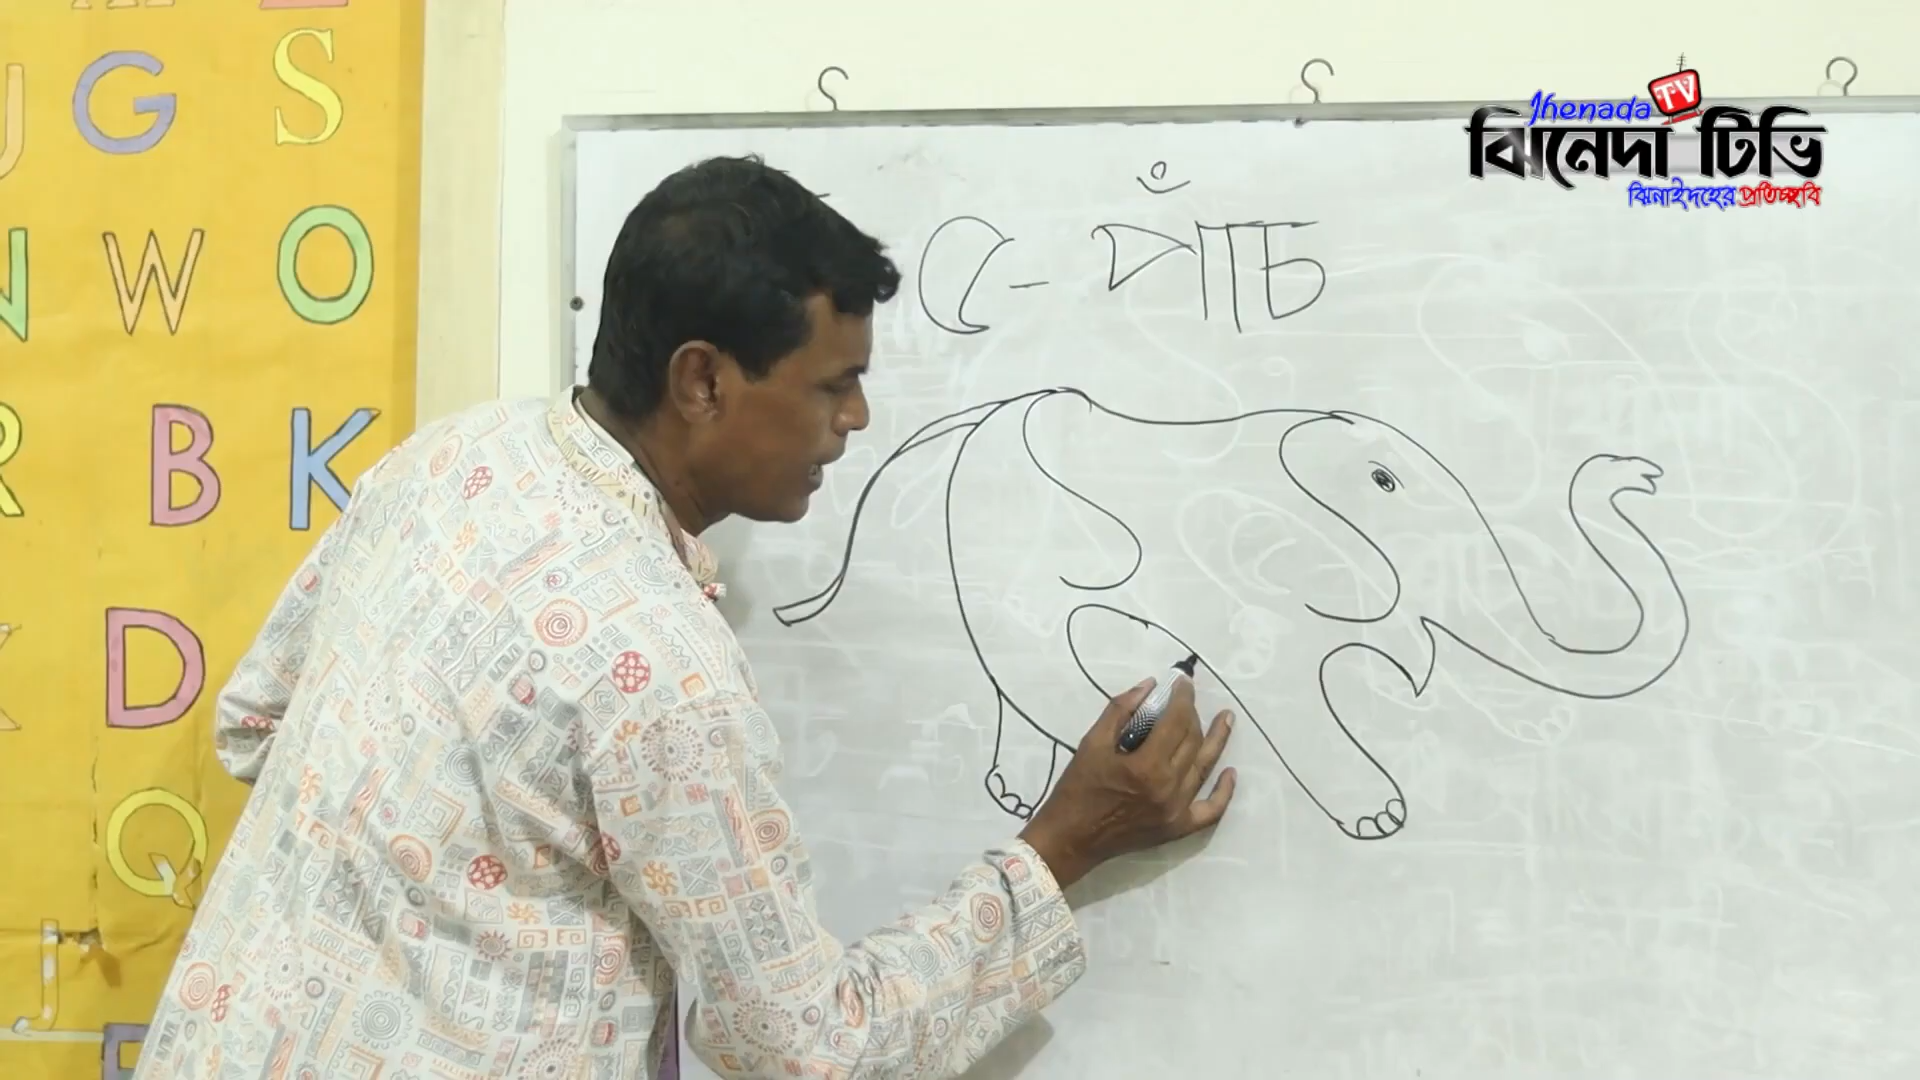 Jhenada TV
ঝিনেদা টিভি
ঝিনাইদহের প্রতিচ্ছবি
৫- পাঁচ
G S
N W O
R B K
D
Q
J